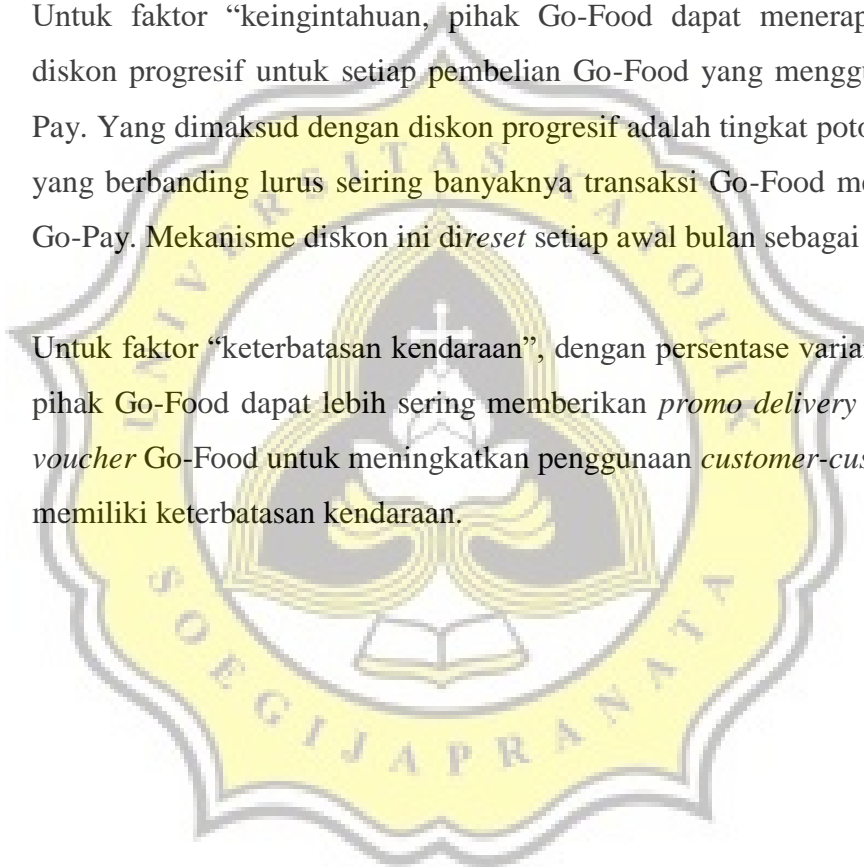 Untuk faktor “keingintahuan, pihak Go-Food dapat menerap
diskon progresif untuk setiap pembelian Go-Food yang menggu
Pay. Yang dimaksud dengan diskon progresif adalah tingkat poto
yang berbanding lurus seiring banyaknya transaksi Go-Food me
Go-Pay. Mekanisme diskon ini direset setiap awal bulan sebagai
Untuk faktor “keterbatasan kendaraan”, dengan persentase varia
pihak Go-Food dapat lebih sering memberikan promo delivery
voucher Go-Food untuk meningkatkan penggunaan customer-cus
memiliki keterbatasan kendaraan.
UNIVERSITAS KATOLIK
SOEGIJAPRANATA